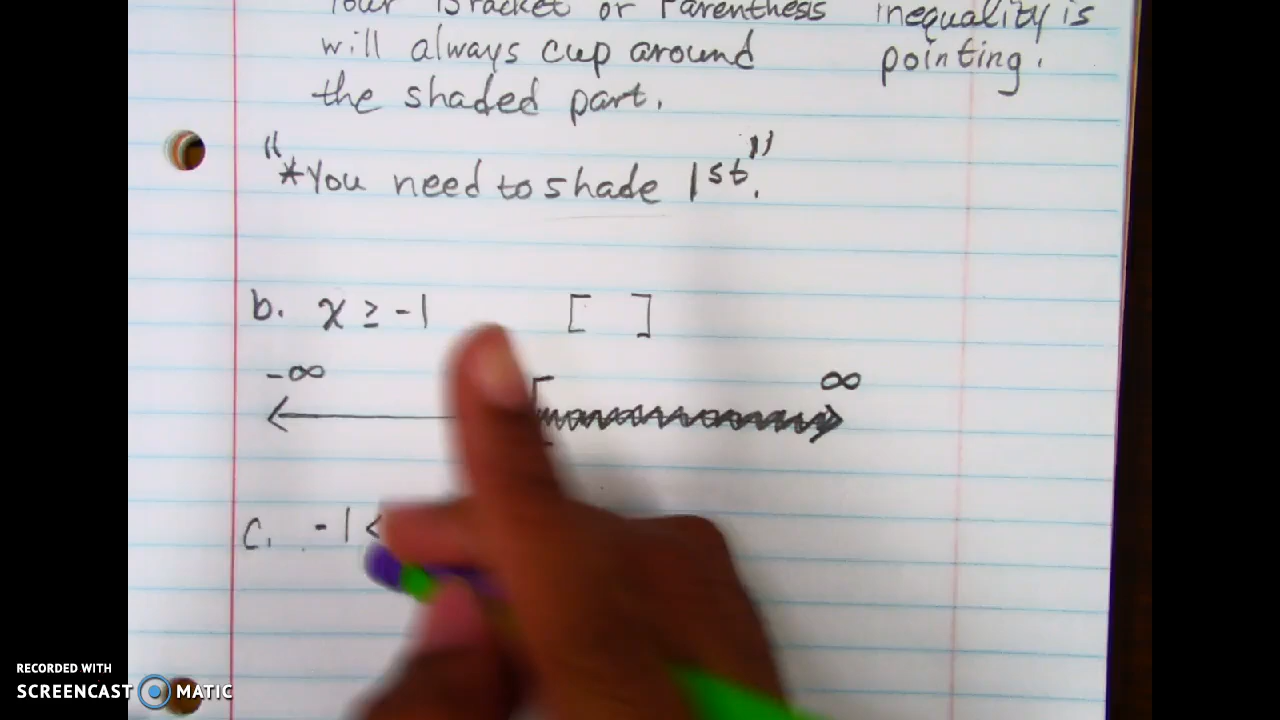 Your Bracket or Parenthesis inequality is
will always cup around pointing.
the shaded part.
"*You need to shade 1st".
b. x ≥ -1 [ ]
-∞ [ ∞
c. -1 <
RECORDED WITH
SCREENCAST MATIC